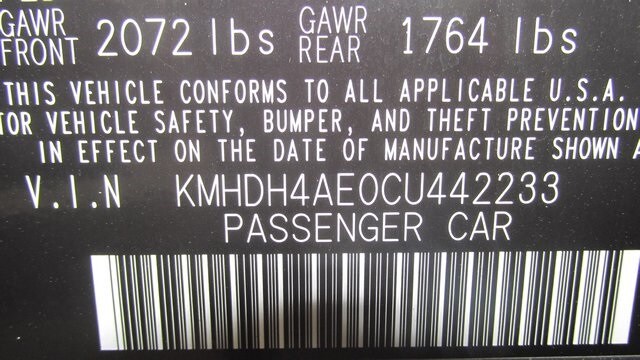 GAWR FRONT 2072 lbs GAWR REAR 1764 lbs
THIS VEHICLE CONFORMS TO ALL APPLICABLE U.S.A.
VEHICLE SAFETY, BUMPER, AND THEFT PREVENTION
IN EFFECT ON THE DATE OF MANUFACTURE SHOWN
V.I.N KMHDH4AE0CU442233
PASSENGER CAR